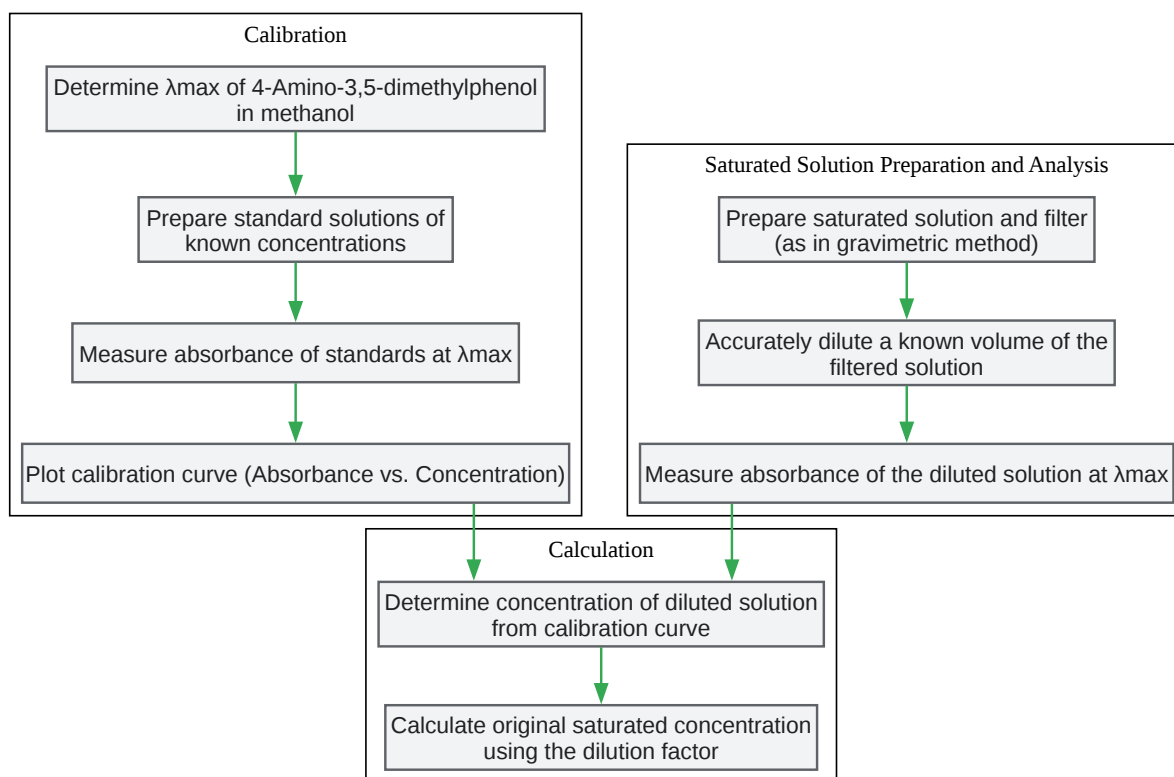 Calibration
Determine λmax of 4-Amino-3,5-dimethylphenol
in methanol
Prepare standard solutions of
known concentrations
Measure absorbance of standards at λmax
Plot calibration curve (Absorbance vs. Concentration)
Saturated Solution Preparation and Analysis
Prepare saturated solution and filter
(as in gravimetric method)
Accurately dilute a known volume of the
filtered solution
Measure absorbance of the diluted solution at λmax
Calculation
Determine concentration of diluted solution
from calibration curve
Calculate original saturated concentration
using the dilution factor